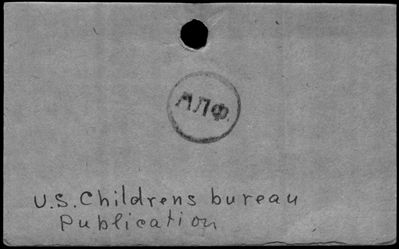 МЛФ.
U.S. Childrens bureau
Publication